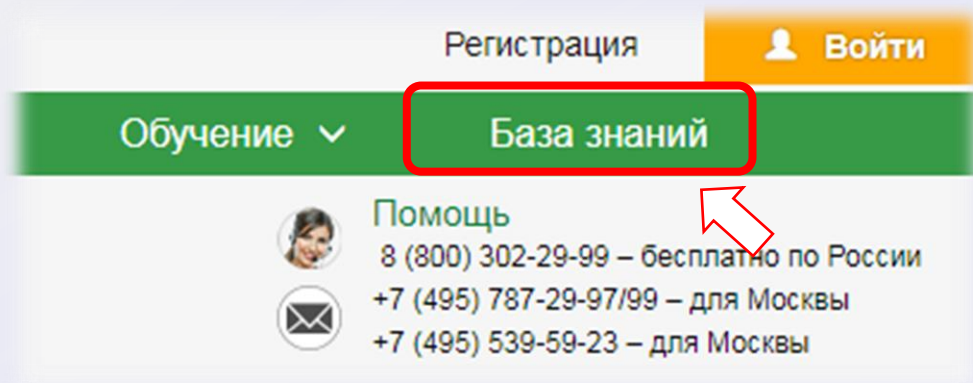 Регистрация Войти
Обучение База знаний
Помощь
8 (800) 302-29-99 – бесплатно по России
+7 (495) 787-29-97/99 – для Москвы
+7 (495) 539-59-23 – для Москвы